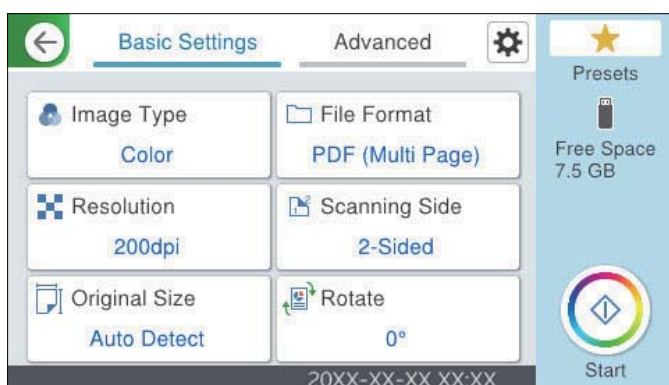 Basic Settings
Advanced
Presets
Image Type
Color
File Format
PDF (Multi Page)
Free Space
7.5 GB
Resolution
200dpi
Scanning Side
2-Sided
Original Size
Auto Detect
Rotate
0°
Start
20XX-XX-XX XX:XX